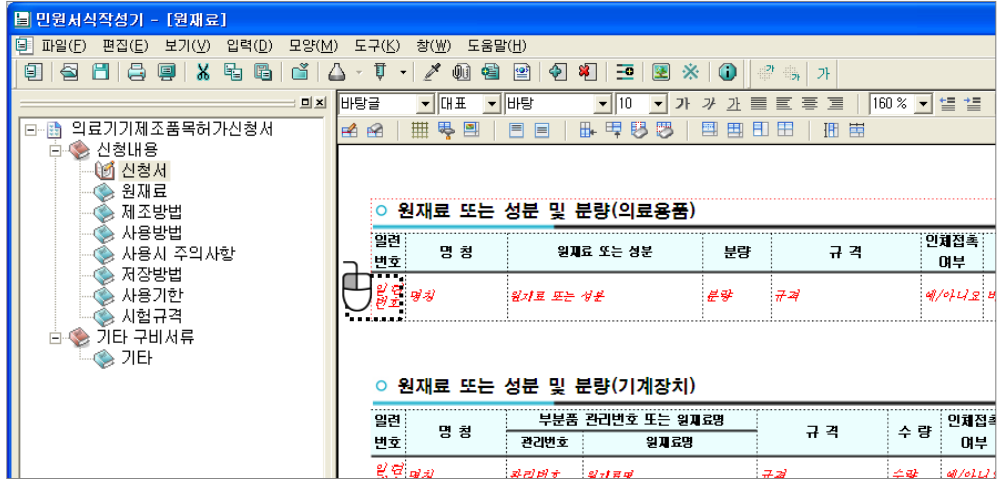 민원서식작성기 - [원재료]
파일(F) 편집(E) 보기(V) 입력(D) 모양(M) 도구(K) 창(W) 도움말(H)
가 가
바탕글 대표 바탕 10 가 가 가 160 %
의료기기제조품목허가신청서
신청내용
신청서
원재료
제조방법
사용방법
사용시 주의사항
저장방법
사용기한
시험규격
기타 구비서류
기타
원재료 또는 성분 및 분량(의료용품)
일련번호 명 칭 원재료 또는 성분 분량 규 격 인체접촉여부
일련번호 명칭 원자료 또는 성분 분량 규격 예/아니오
원재료 또는 성분 및 분량(기계장치)
일련번호 명 칭 부분품 관리번호 또는 원재료명 규 격 수 량 인체접촉여부
관리번호 원재료명
일련 명칭 관리번호 원자료명 규격 수량